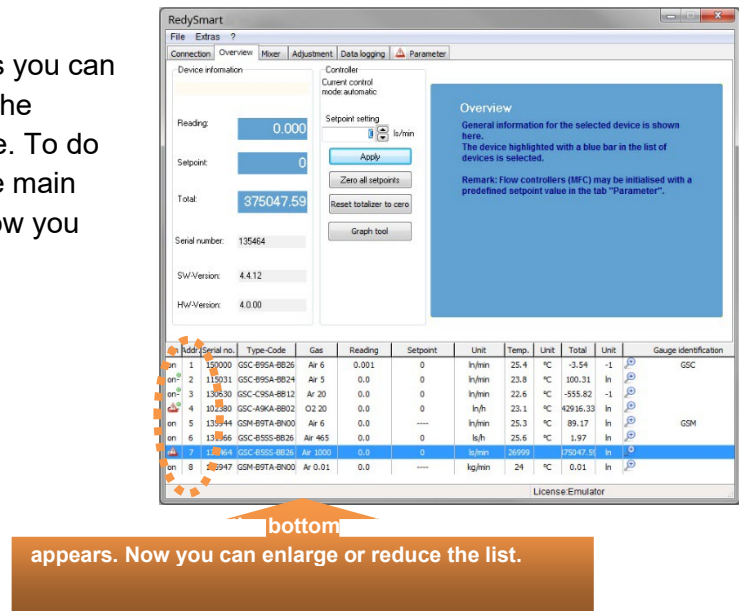 s you can
he
e. To do
e main
ow you
RedySmart
File Extras ?
Connection Overview Mixer Adjustment Data logging Parameter
Device information
Reading: 0.000
Setpoint: 0
Total: 375047.59
Serial number: 135464
SW-Version: 4.4.12
HW-Version: 4.0.00
Controller
Current control
mode: automatic
Setpoint setting
ls/min
Apply
Zero all setpoints
Reset totalizer to cero
Graph tool
Overview
General information for the selected device is shown
here.
The device highlighted with a blue bar in the list of
devices is selected.
Remark: Flow controllers (MFC) may be initialised with a
predefined setpoint value in the tab "Parameter".
Addr. Serial no. Type-Code Gas Reading Setpoint Unit Temp. Unit Total Unit Gauge identification
on 1 150000 GSC-B9SA-BB26 Air 6 0.001 0 ln/min 25.4 °C -3.54 -1 GSC
on 2 115031 GSC-B9SA-BB24 Air 5 0.0 0 ln/min 23.8 °C 100.31 ln
on 3 130630 GSC-C9SA-BB12 Ar 20 0.0 0 ln/min 22.6 °C -555.82 -1
4 102380 GSC-A9KA-BB02 O2 20 0.0 0 ln/h 23.1 °C 42916.33 ln
on 5 GSM-B9TA-BN00 Air 6 0.0 ---- ln/min 25.3 °C 89.17 ln GSM
on 6 GSC-B5SS-BB26 Air 465 0.0 0 ls/h 25.6 °C 1.97 ln
7 GSC-B5SS-BB26 Air 1000 0.0 0 ls/min 26999 °C 375047.59 ln
on 8 GSM-B9TA-BN00 Ar 0.01 0.0 ---- kg/min 24 °C 0.01 ln
License:Emulator
bottom
appears. Now you can enlarge or reduce the list.